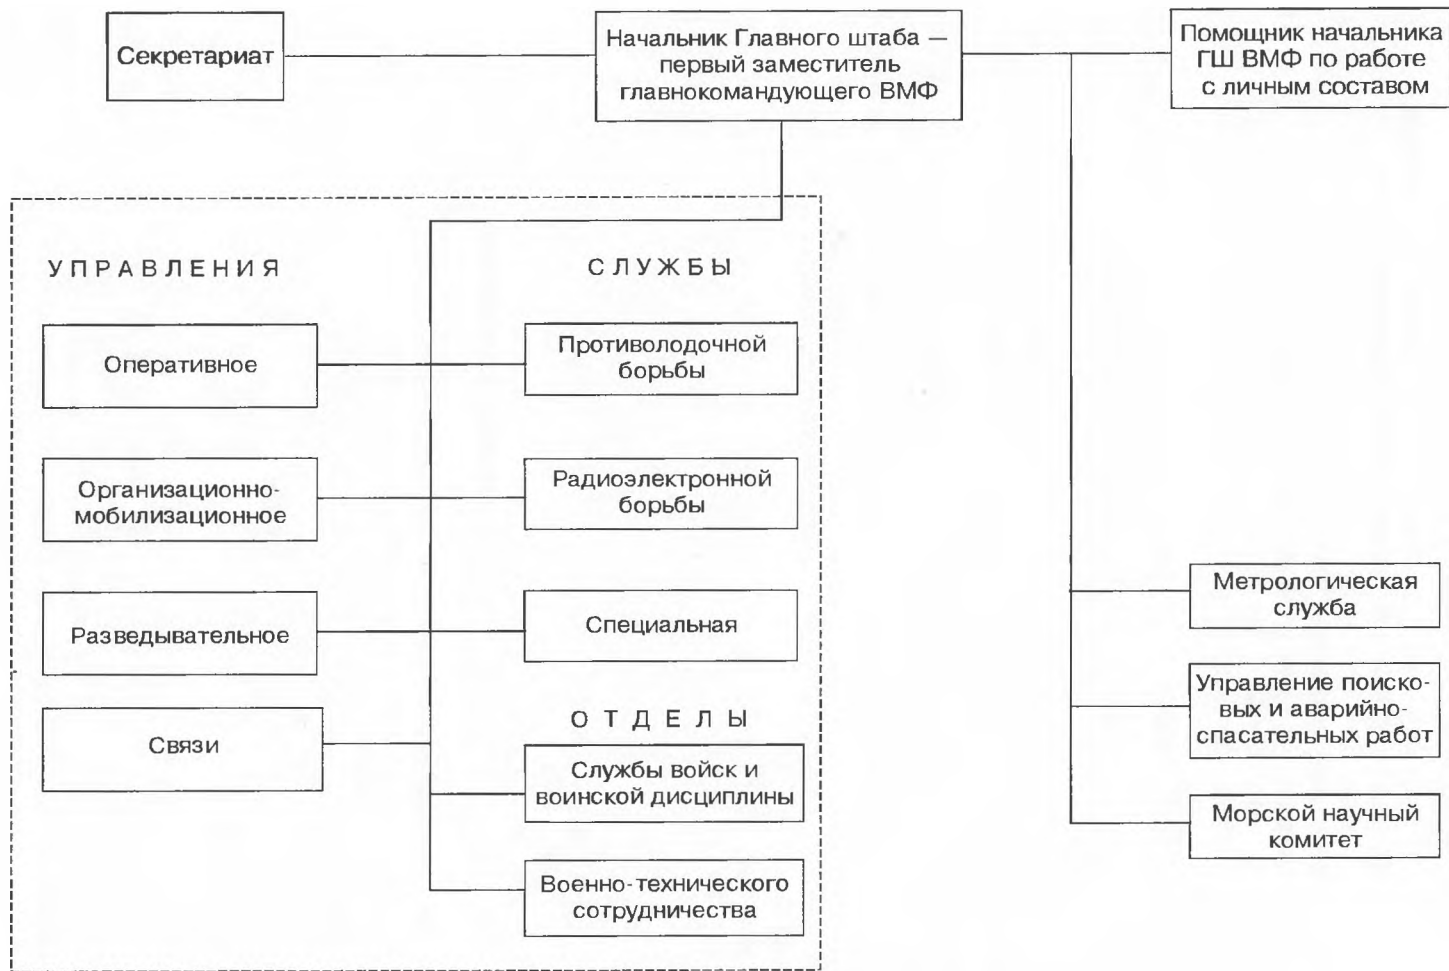 Секретариат
Начальник Главного штаба —
первый заместитель
главнокомандующего ВМФ
Помощник начальника
ГШ ВМФ по работе
с личным составом
УПРАВЛЕНИЯ
Оперативное
Организационно-
мобилизационное
Разведывательное
Связи
СЛУЖБЫ
Противолодочной
борьбы
Радиоэлектронной
борьбы
Специальная
ОТДЕЛЫ
Службы войск и
воинской дисциплины
Военно-технического
сотрудничества
Метрологическая
служба
Управление поиско-
вых и аварийно-
спасательных работ
Морской научный
комитет